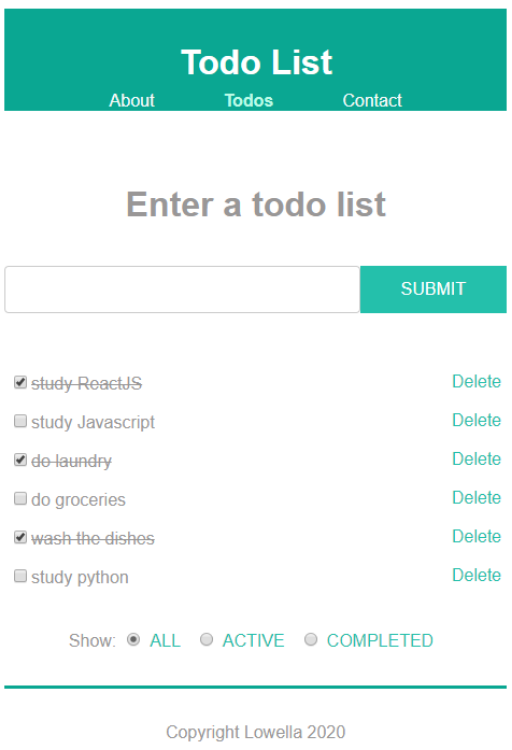 Todo List
About Todos Contact
Enter a todo list
SUBMIT
study ReactJS Delete
study Javascript Delete
do laundry Delete
do groceries Delete
wash the dishes Delete
study python Delete
Show: ALL ACTIVE COMPLETED
Copyright Lowella 2020